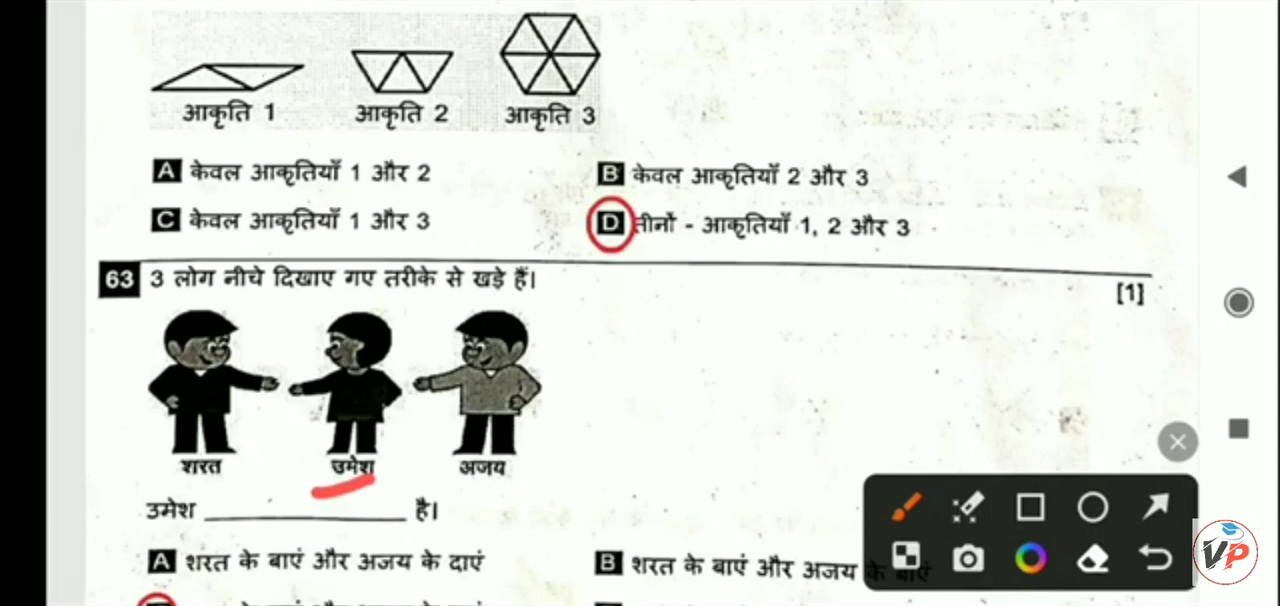 आकृति 1 आकृति 2 आकृति 3
A केवल आकृतियाँ 1 और 2 B केवल आकृतियाँ 2 और 3
C केवल आकृतियाँ 1 और 3 D तीनों - आकृतियाँ 1, 2 और 3
63 3 लोग नीचे दिखाए गए तरीके से खड़े हैं।
[1]
शरत उमेश अजय
उमेश ____________ है।
A शरत के बाएं और अजय के दाएं B शरत के बाएं और अजय के बाएं
VP